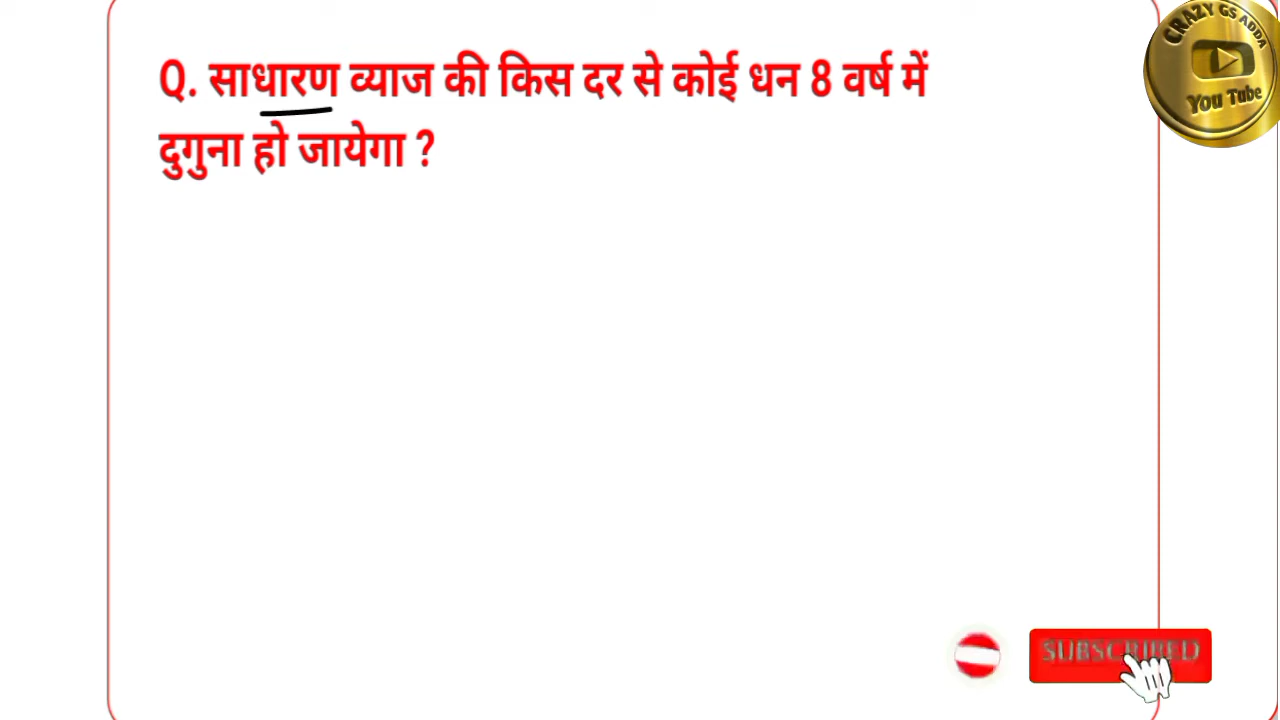 CRAZY GS ADDA
You Tube
Q. साधारण व्याज की किस दर से कोई धन 8 वर्ष में
दुगुना हो जायेगा ?
SUBSCRIBED